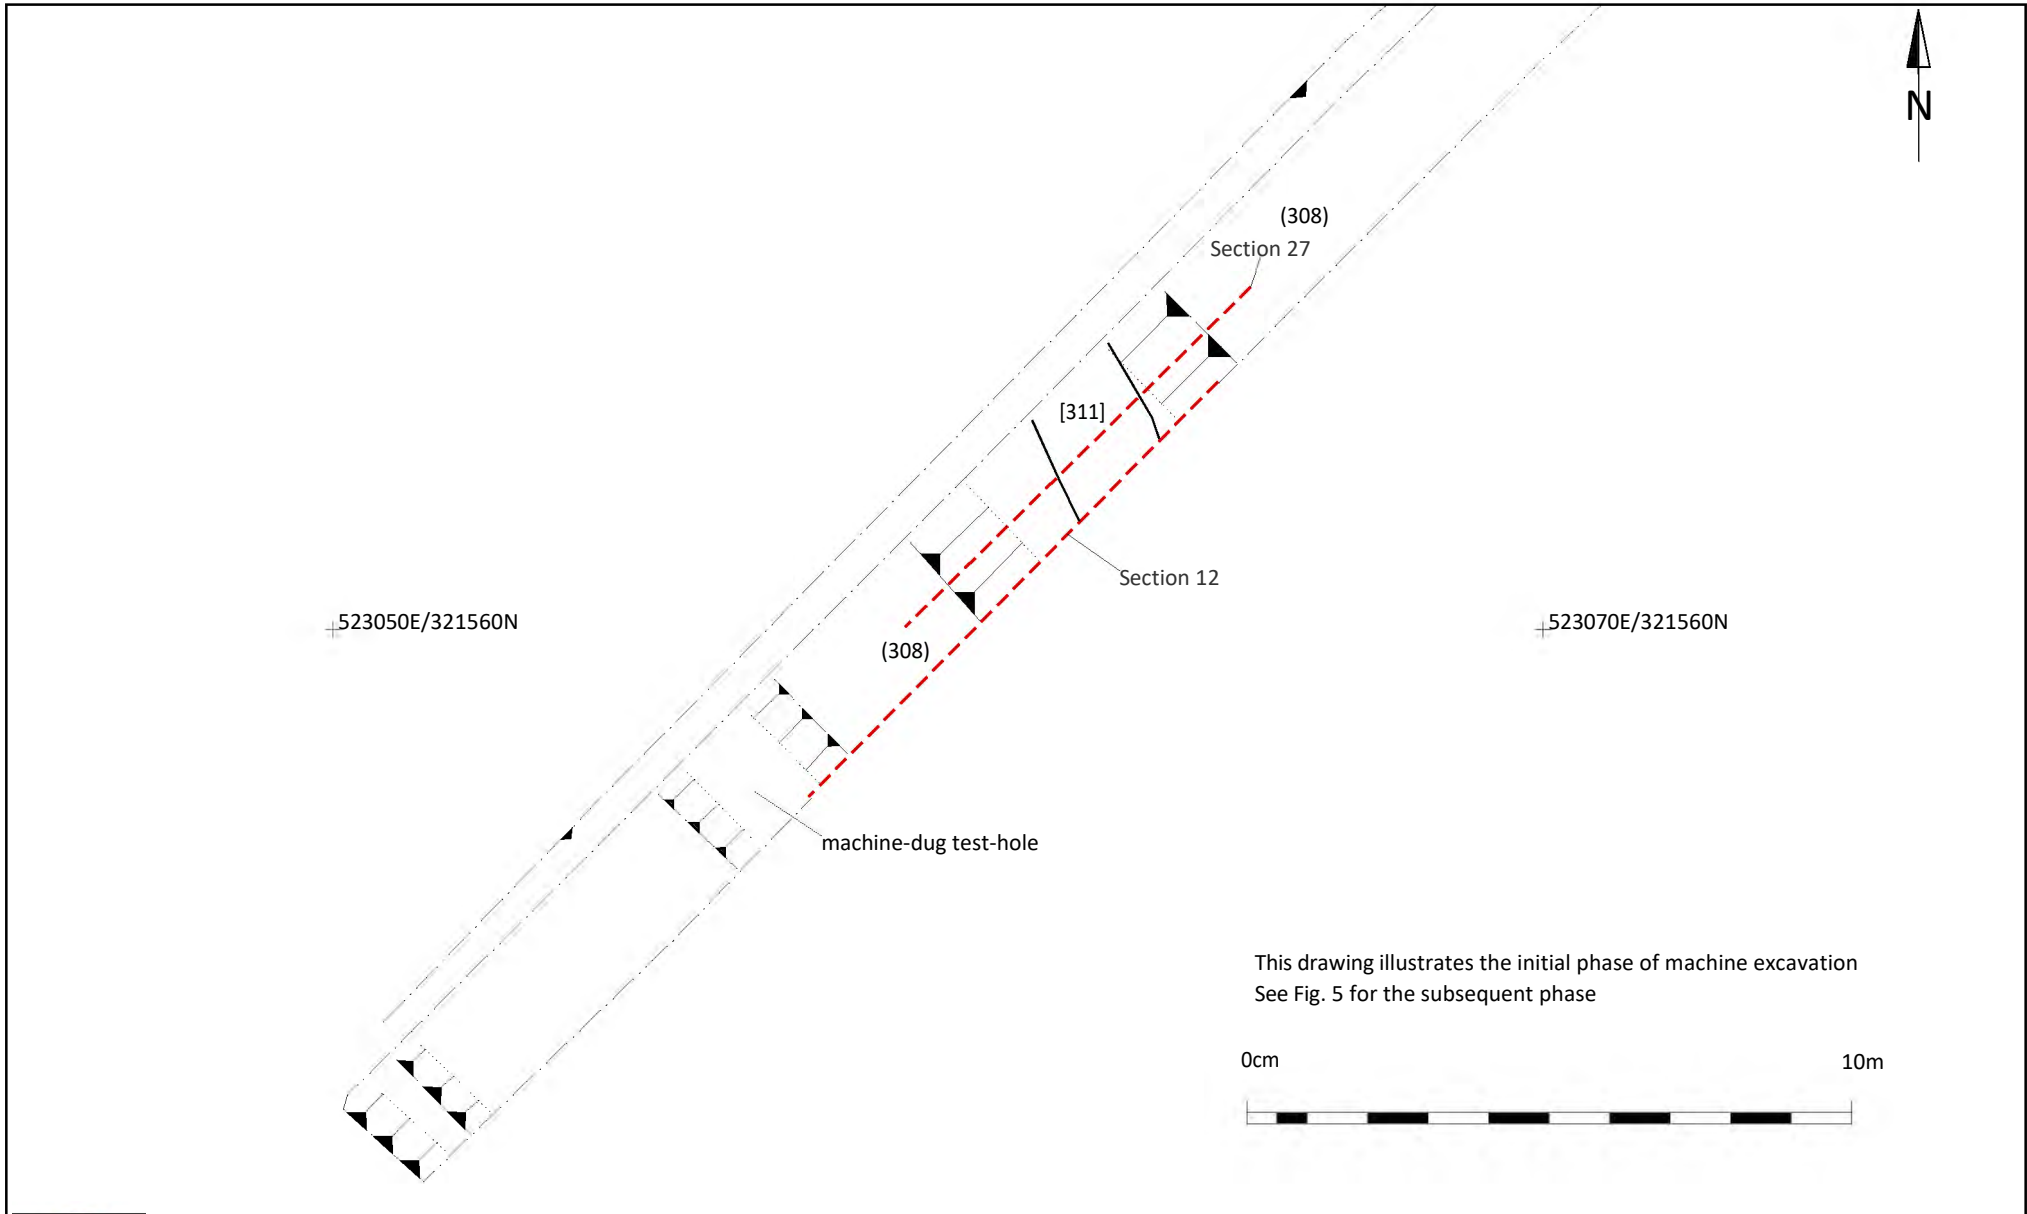 N
(308)
Section 27
[311]
Section 12
523050E/321560N
523070E/321560N
(308)
machine-dug test-hole
This drawing illustrates the initial phase of machine excavation
See Fig. 5 for the subsequent phase
0cm
10m